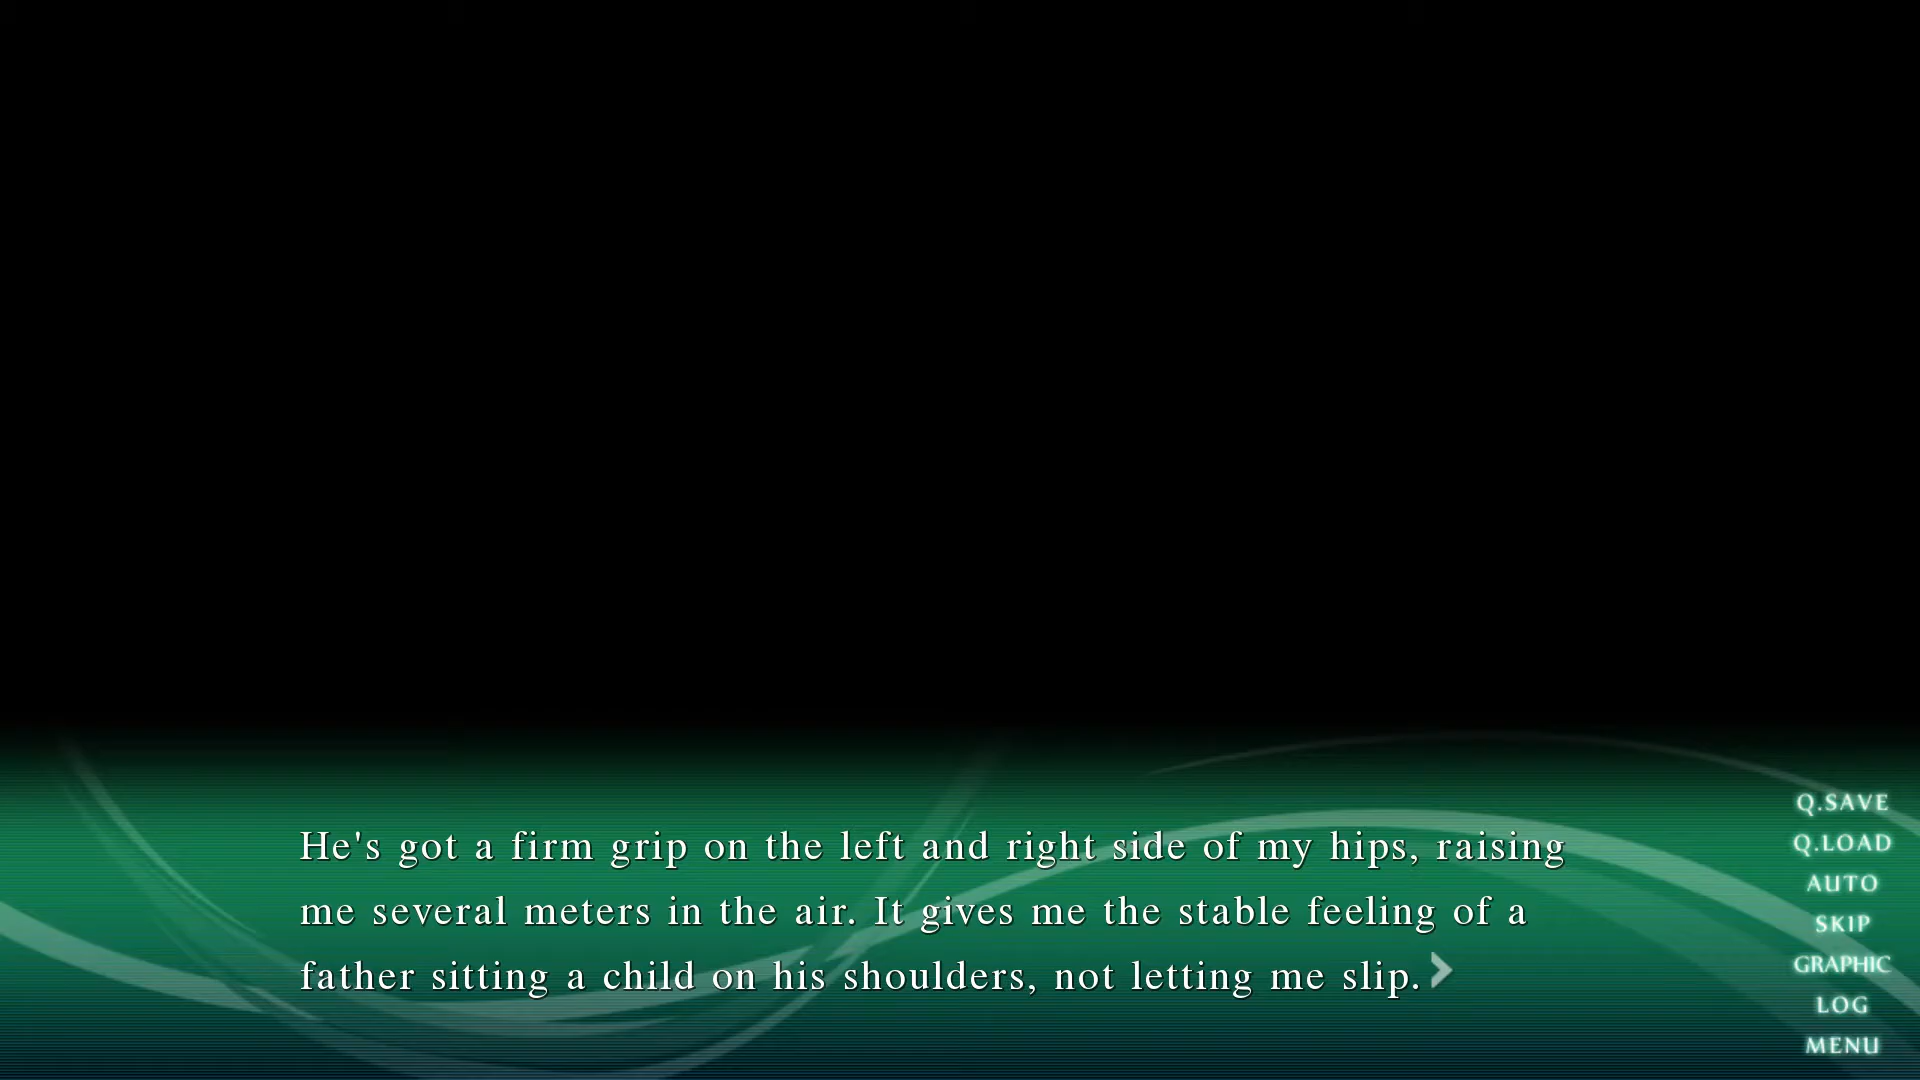 He's got a firm grip on the left and right side of my hips, raising
me several meters in the air. It gives me the stable feeling of a
father sitting a child on his shoulders, not letting me slip.
Q.SAVE
Q.LOAD
AUTO
SKIP
GRAPHIC
LOG
MENU